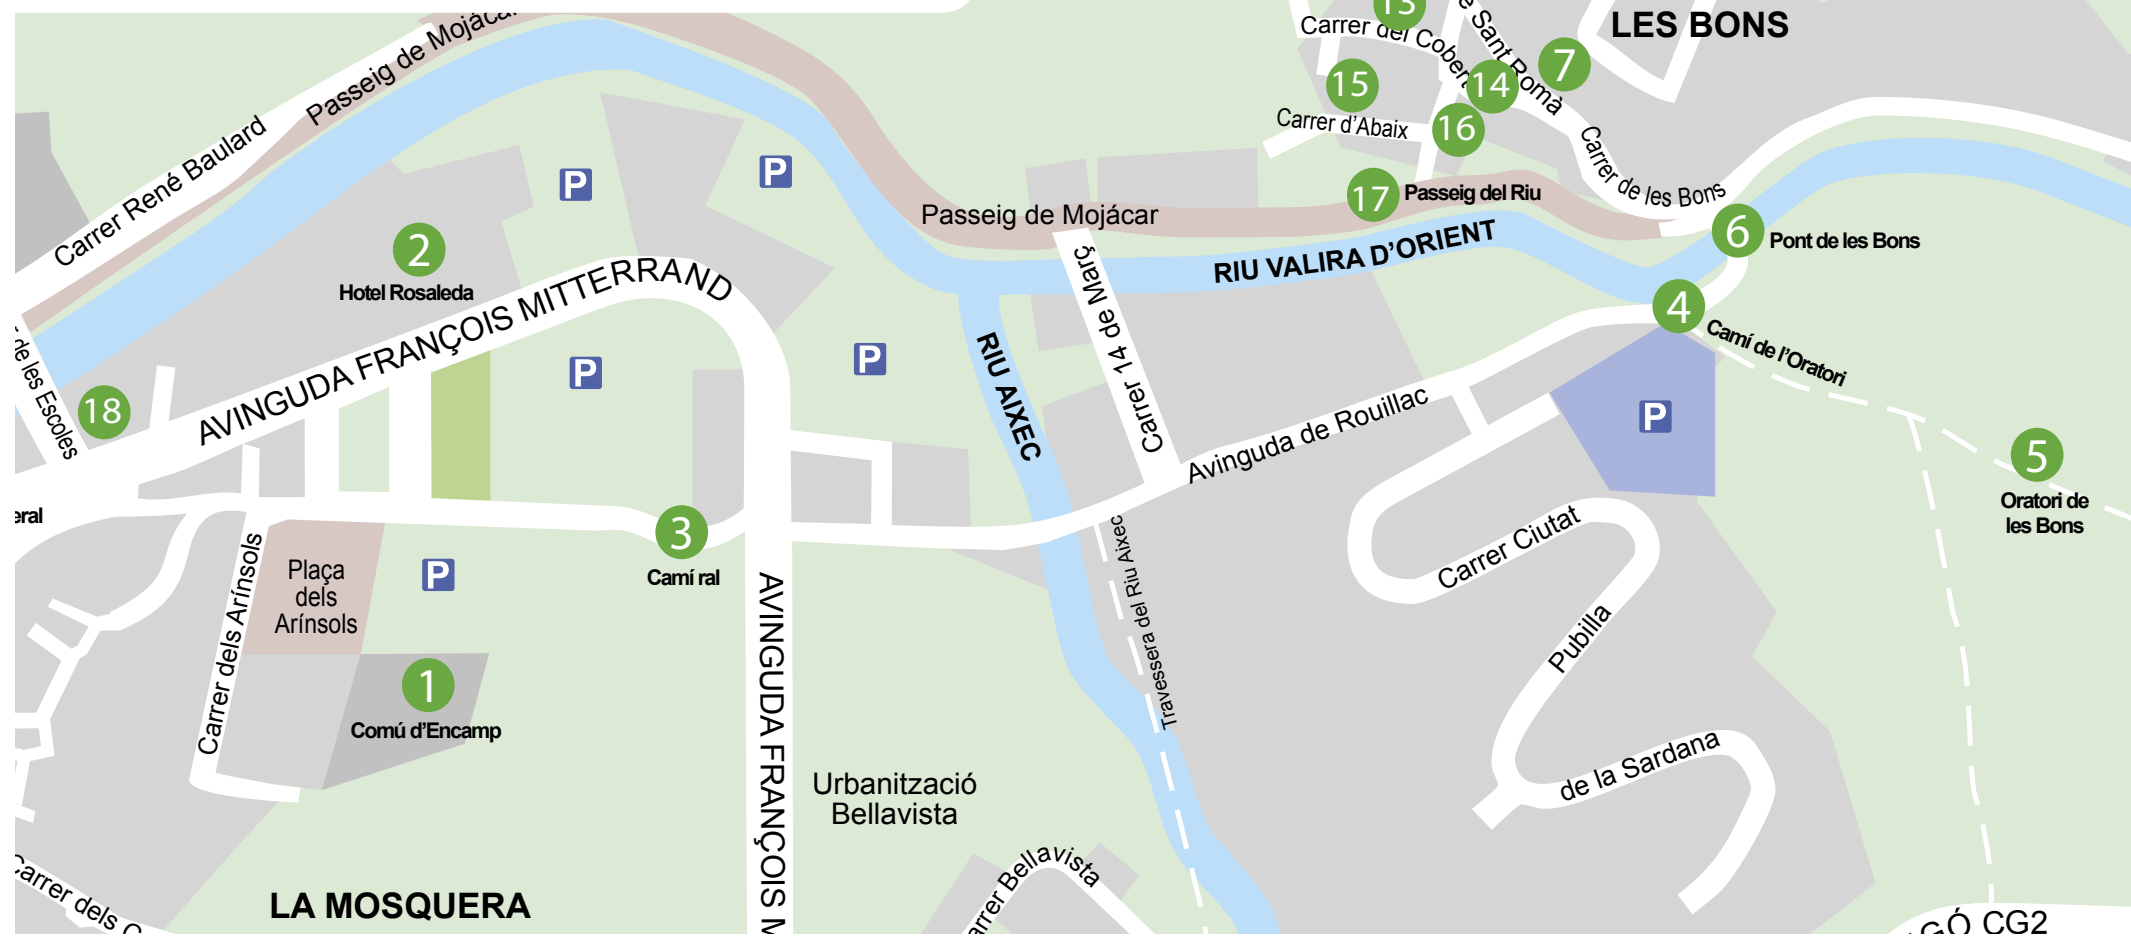 Passeig de Mojácar
Carrer René Baulard
de les Escoles
18
2
Hotel Rosaleda
AVINGUDA FRANÇOIS MITTERRAND
P
P
P
P
P
P
3
Camí ral
Plaça
dels
Arínsols
Carrer dels Arínsols
1
Comú d'Encamp
LA MOSQUERA
Carrer dels
AVINGUDA FRANÇOIS M
Urbanització
Bellavista
Carrer Bellavista
Passeig de Mojácar
Carrer 14 de Març
RIU AIXEC
RIU VALIRA D'ORIENT
Travessera del Riu Aixec
Avinguda de Rouillac
LES BONS
13
Carrer del Cobert
de Sant Romà
7
15
14
Carrer d'Abaix
16
17
Passeig del Riu
Carrer de les Bons
6
Pont de les Bons
4
Camí de l'Oratori
5
Oratori de
les Bons
Carrer Ciutat
Pubilla
de la Sardana
CG2